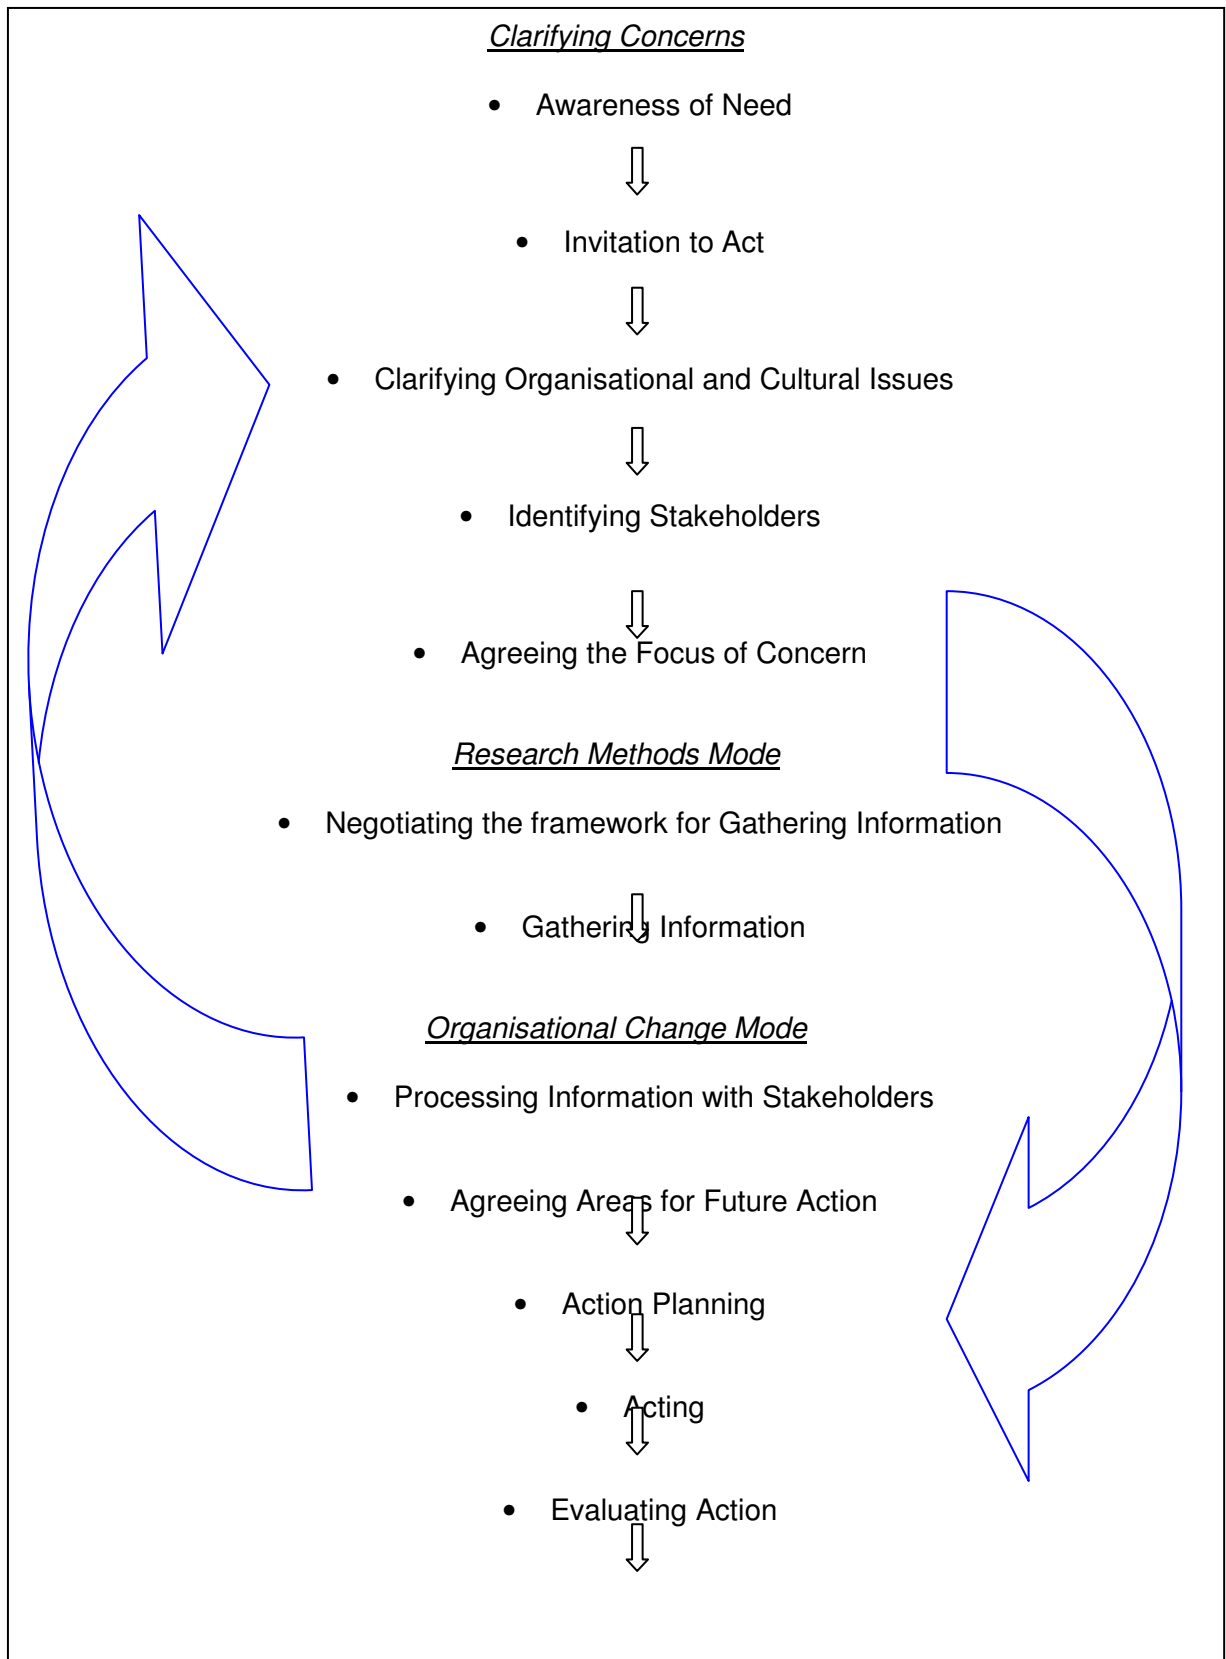 Clarifying Concerns
• Awareness of Need
• Invitation to Act
• Clarifying Organisational and Cultural Issues
• Identifying Stakeholders
• Agreeing the Focus of Concern
Research Methods Mode
• Negotiating the framework for Gathering Information
• Gathering Information
Organisational Change Mode
• Processing Information with Stakeholders
• Agreeing Areas for Future Action
• Action Planning
• Acting
• Evaluating Action